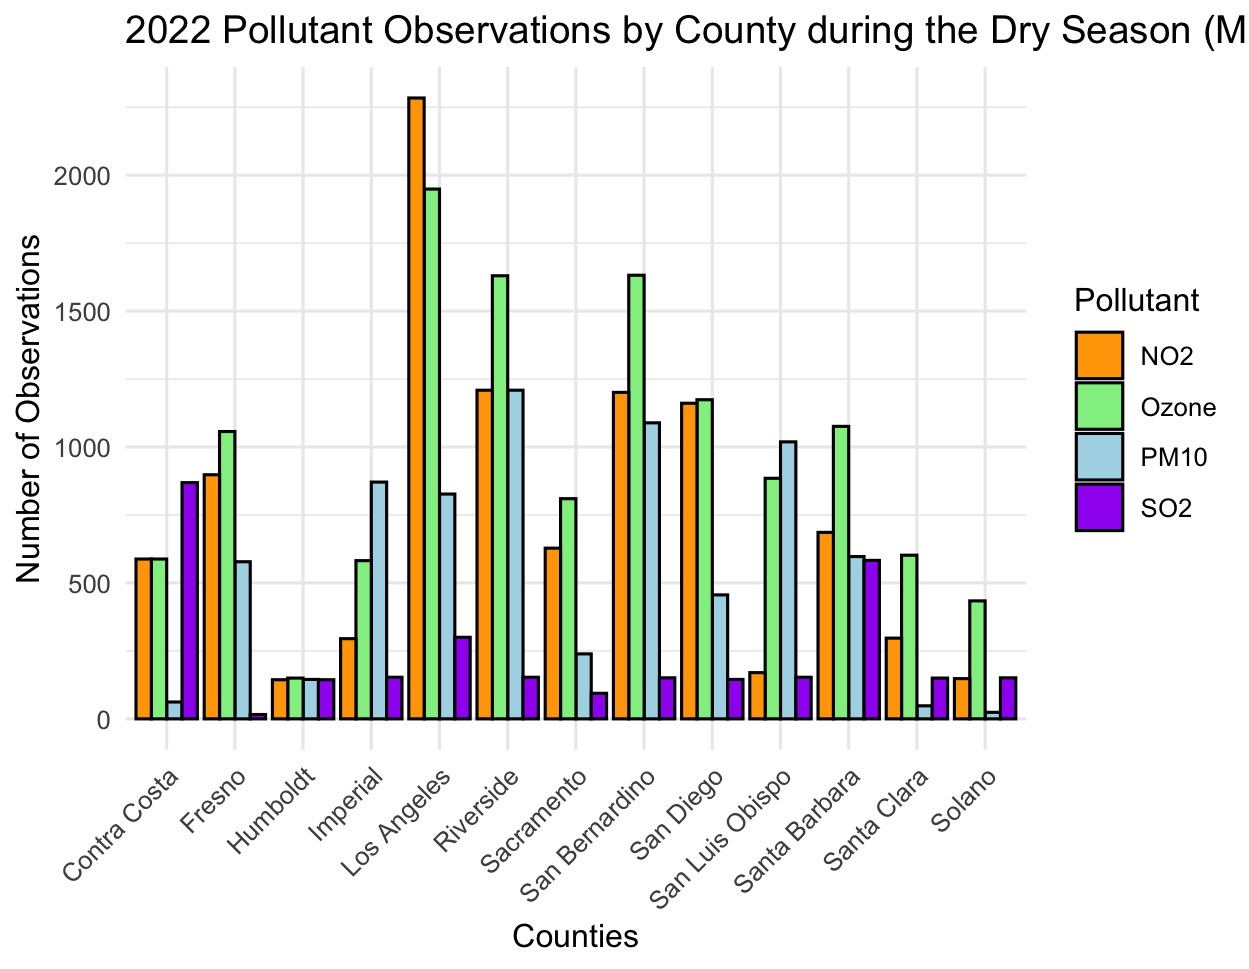 2022 Pollutant Observations by County during the Dry Season (M
Number of Observations
2000
1500
1000
500
0
Contra Costa
Fresno
Humboldt
Imperial
Los Angeles
Riverside
Sacramento
San Bernardino
San Diego
San Luis Obispo
Santa Barbara
Santa Clara
Solano
Counties
Pollutant
NO2
Ozone
PM10
SO2